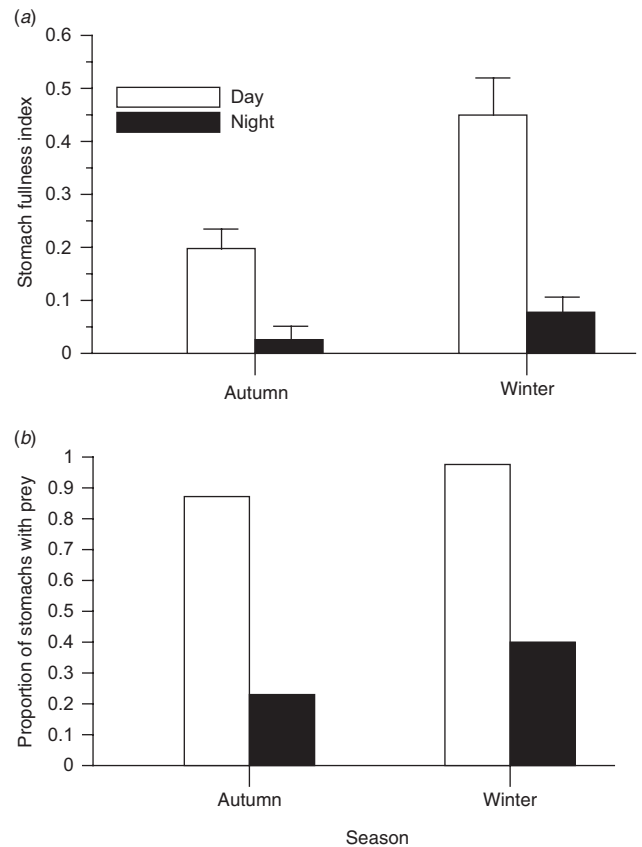 (a)
Stomach fullness index
0.6
0.5
0.4
0.3
0.2
0.1
0
Day
Night
Autumn Winter
(b)
Proportion of stomachs with prey
1
0.9
0.8
0.7
0.6
0.5
0.4
0.3
0.2
0.1
0
Autumn Winter
Season